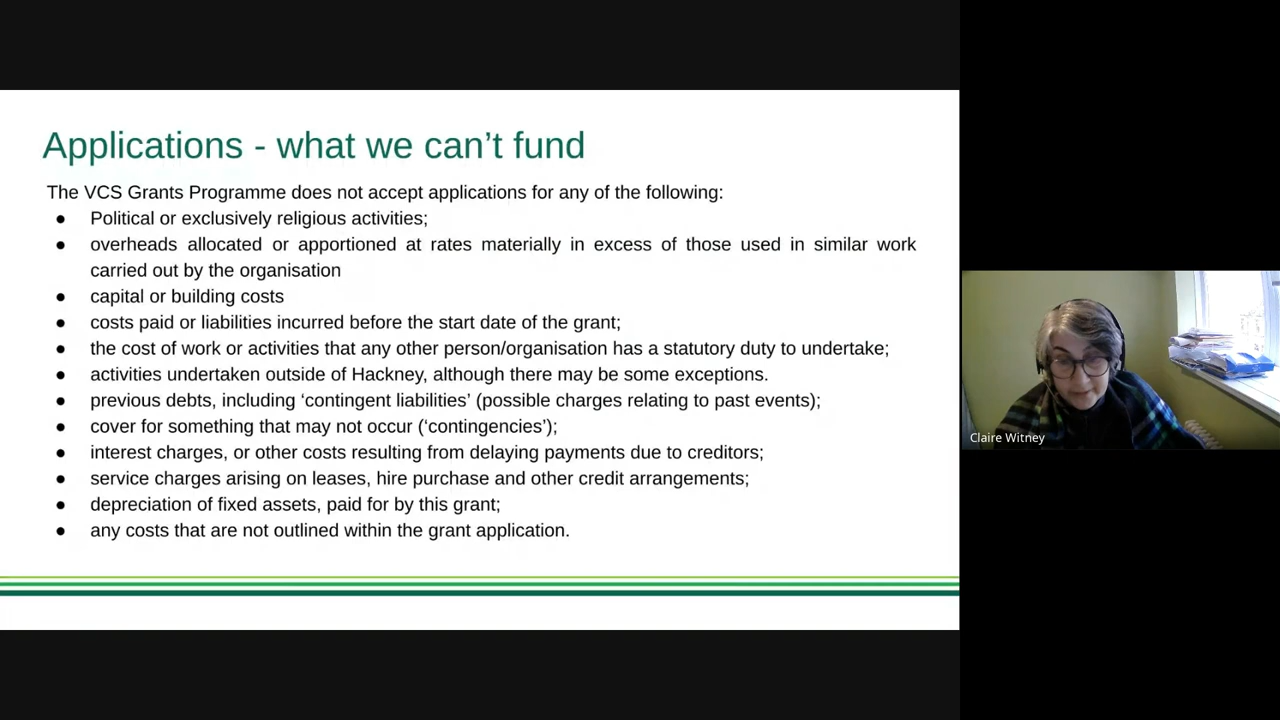 Applications - what we can’t fund
The VCS Grants Programme does not accept applications for any of the following:
● Political or exclusively religious activities;
● overheads allocated or apportioned at rates materially in excess of those used in similar work
carried out by the organisation
● capital or building costs
● costs paid or liabilities incurred before the start date of the grant;
● the cost of work or activities that any other person/organisation has a statutory duty to undertake;
● activities undertaken outside of Hackney, although there may be some exceptions.
● previous debts, including ‘contingent liabilities’ (possible charges relating to past events);
● cover for something that may not occur (‘contingencies’);
● interest charges, or other costs resulting from delaying payments due to creditors;
● service charges arising on leases, hire purchase and other credit arrangements;
● depreciation of fixed assets, paid for by this grant;
● any costs that are not outlined within the grant application.
Claire Witney